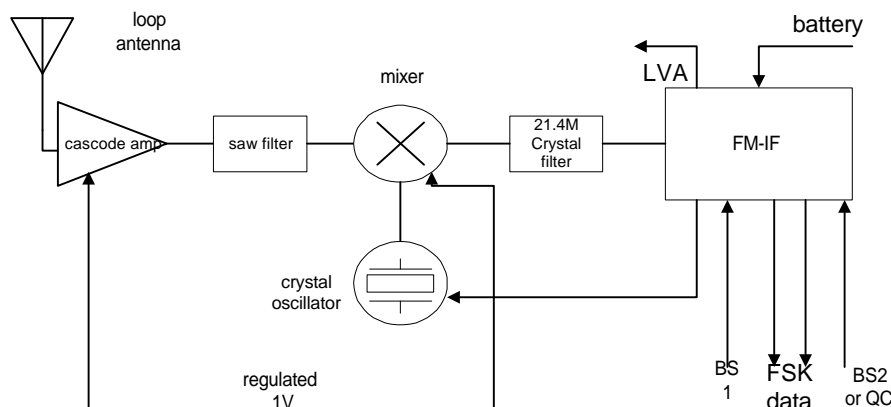 loop
antenna
battery
LVA
mixer
cascode amp
saw filter
21.4M
Crystal
filter
FM-IF
crystal
oscillator
regulated
1V
BS
1
FSK
data
BS2
or QC